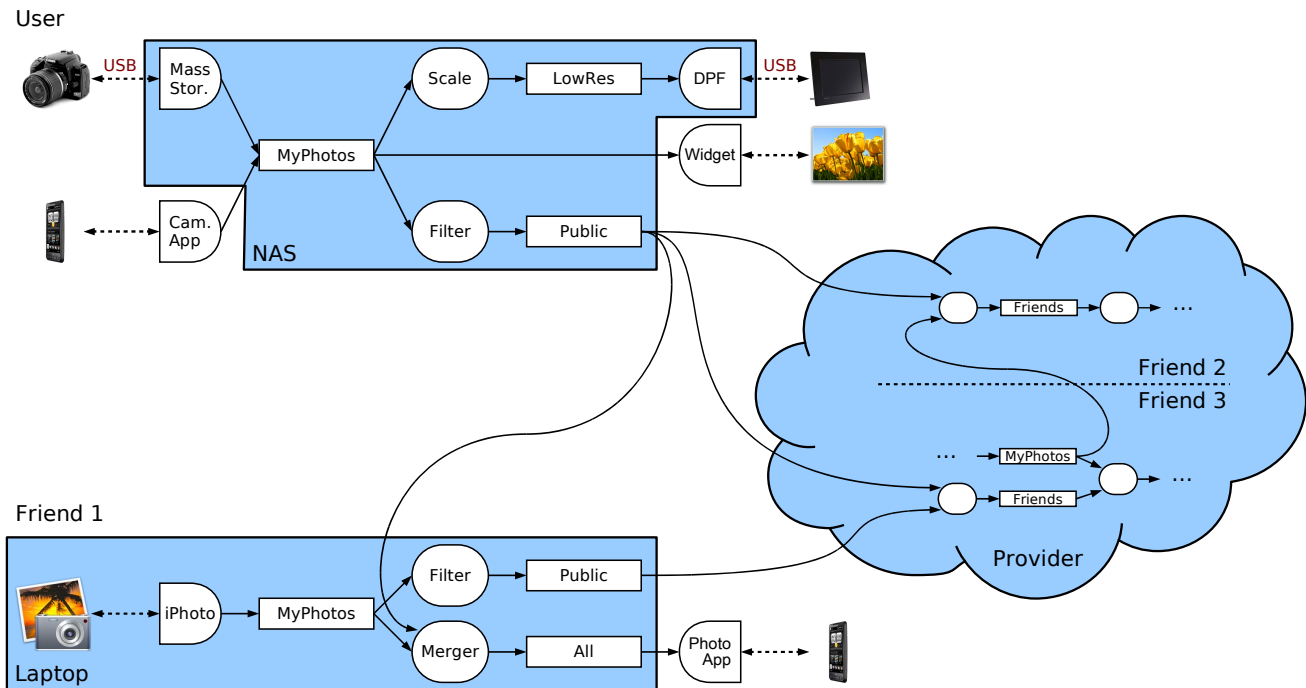 User
USB
Mass
Stor.
Scale
LowRes
DPF
USB
MyPhotos
Widget
Cam.
App
Filter
Public
NAS
Friends
...
Friend 2
Friend 3
...
MyPhotos
...
Friends
Provider
Friend 1
Filter
Public
iPhoto
MyPhotos
Merger
All
Photo
App
Laptop